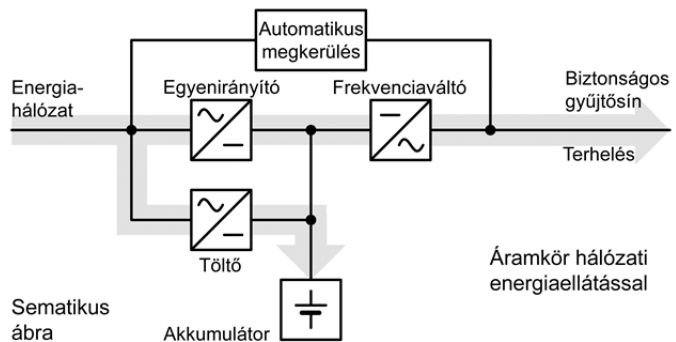 Automatikus
megkerülés
Energia-
hálózat
Egyenirányító
Frekvenciaváltó
Biztonságos
gyűjtősín
Terhelés
Töltő
Áramkör hálózati
energiaellátással
Sematikus
ábra
Akkumulátor